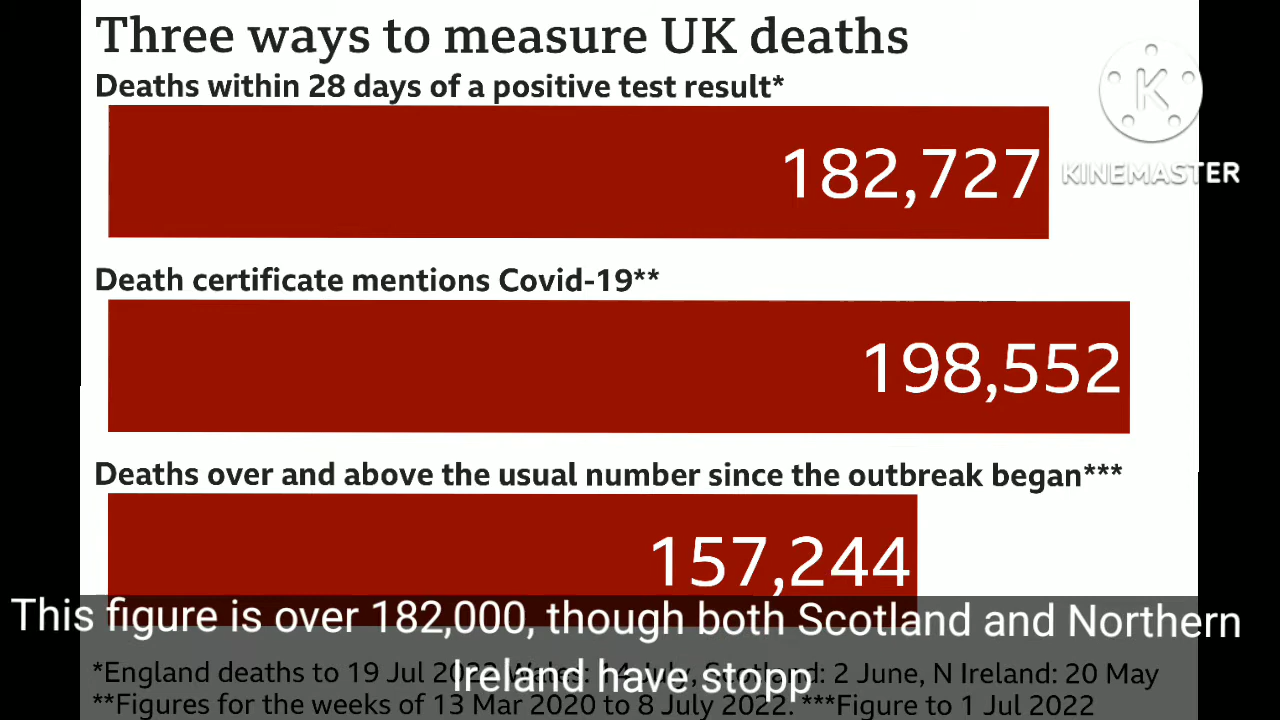 Three ways to measure UK deaths
Deaths within 28 days of a positive test result*
182,727
K
KINEMASTER
Death certificate mentions Covid-19**
198,552
Deaths over and above the usual number since the outbreak began***
157,244
This figure is over 182,000, though both Scotland and Northern
Ireland have stopp
*England deaths to 19 Jul 2022 Wales: 14 July, Scotland: 2 June, N Ireland: 20 May
**Figures for the weeks of 13 Mar 2020 to 8 July 2022. ***Figure to 1 Jul 2022